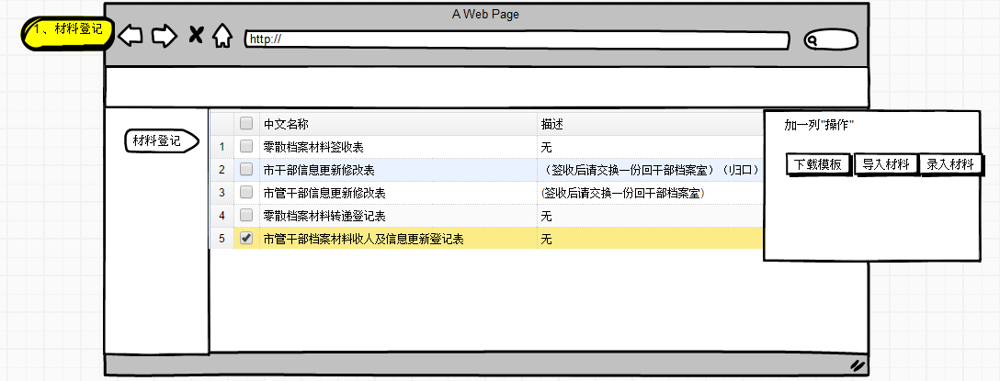 A Web Page
1、材料登记
http://
中文名称 描述
加一列"操作"
材料登记
1 零散档案材料签收表 无
下载模板 导入材料 录入材料
2 市干部信息更新修改表 （签收后请交换一份回干部档案室）（归口）
3 市管干部信息更新修改表 (签收后请交换一份回干部档案室)
4 零散档案材料转递登记表 无
5 市管干部档案材料收人及信息更新登记表 无